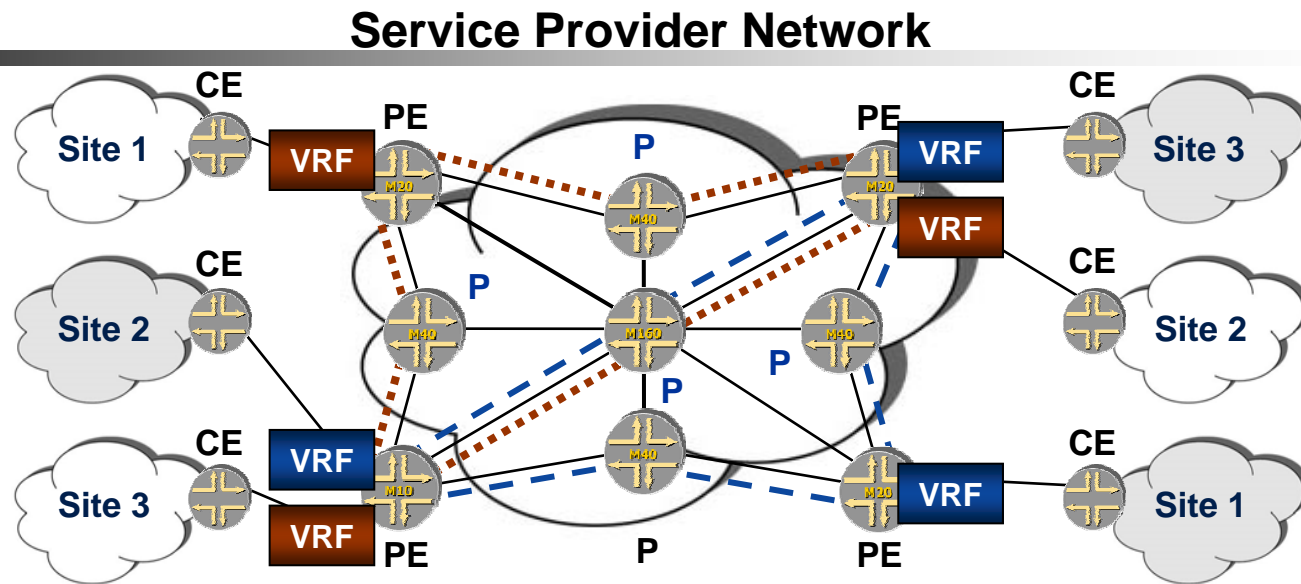 Service Provider Network
CE
CE
PE
PE
P
Site 1
VRF
VRF
Site 3
M20
M20
M40
VRF
CE
P
CE
Site 2
M40
M160
M40
Site 2
P
P
CE
CE
VRF
M40
Site 3
M10
M20
VRF
Site 1
VRF
PE
P
PE